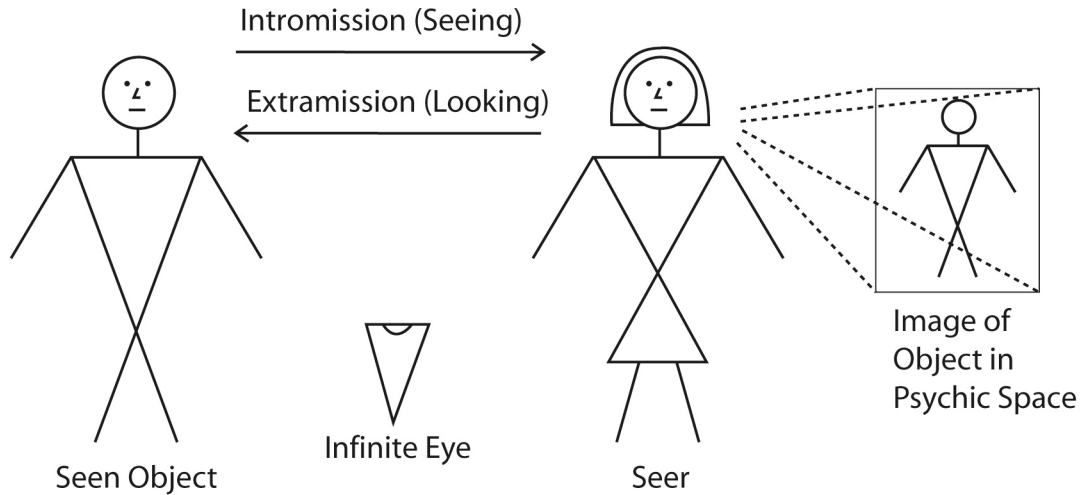 Intromission (Seeing)
Extramission (Looking)
Image of
Object in
Psychic Space
Infinite Eye
Seen Object
Seer